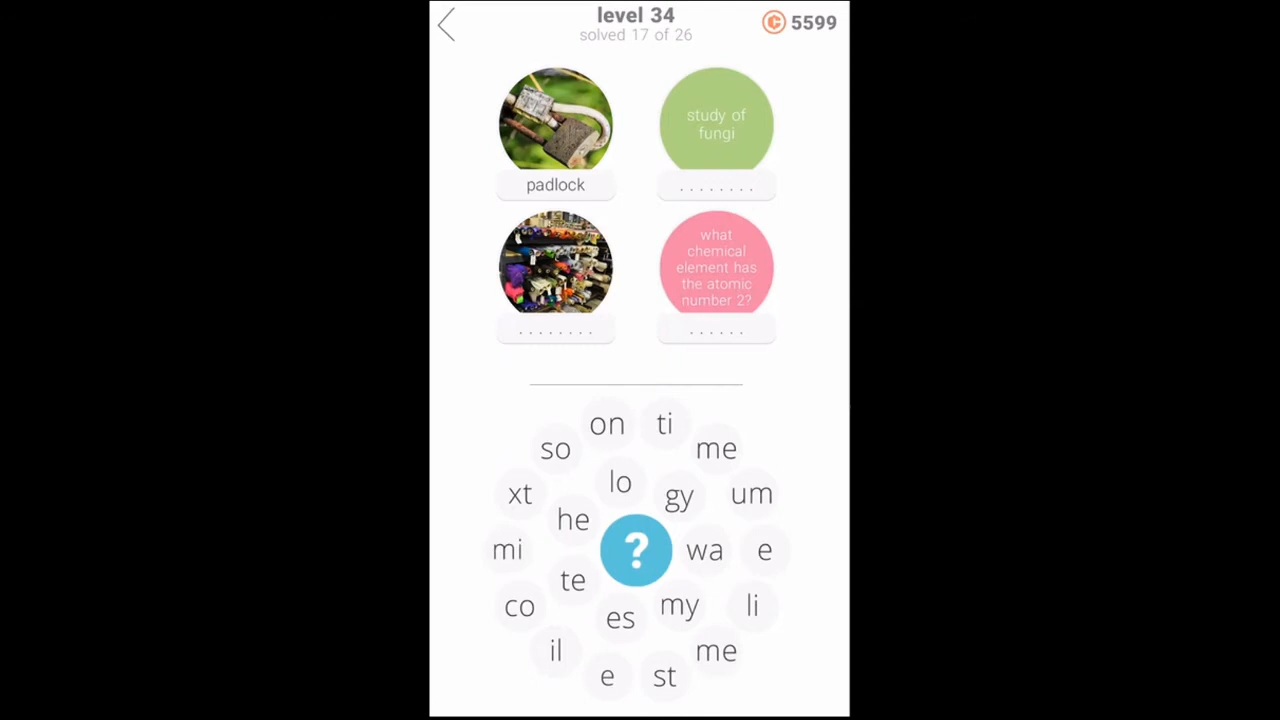 level 34
solved 17 of 26
5599
padlock
study of
fungi
........
what
chemical
element has
the atomic
number 2?
........
......
on
ti
so
me
lo
xt
gy
um
he
?
mi
wa
e
te
co
es
my
li
il
me
e
st